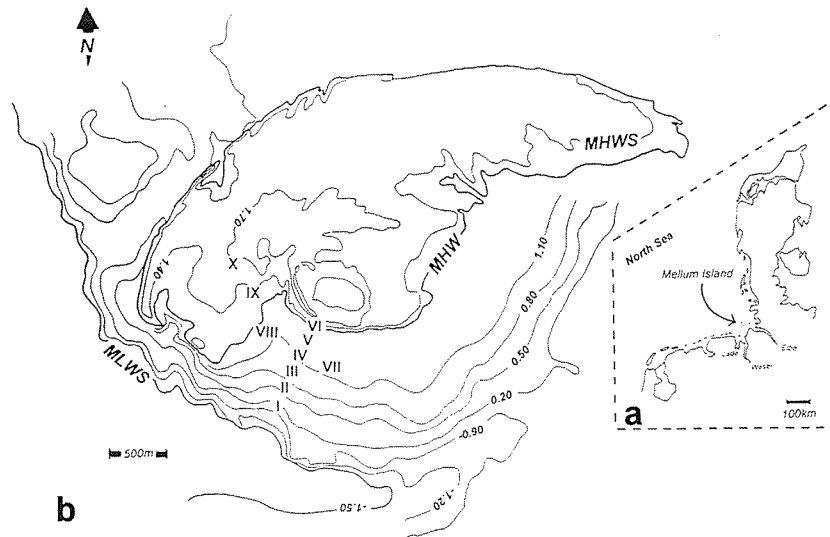 N
MHWS
1.70
1.40
X
IX
MHW
1.10
VIII
VI
V
IV
VII
III
II
I
MLWS
0.80
0.50
0.20
-0.90
-1.20
-1.50
500m
b
North Sea
Mellum Island
Jade
Weser
Elbe
a
100km